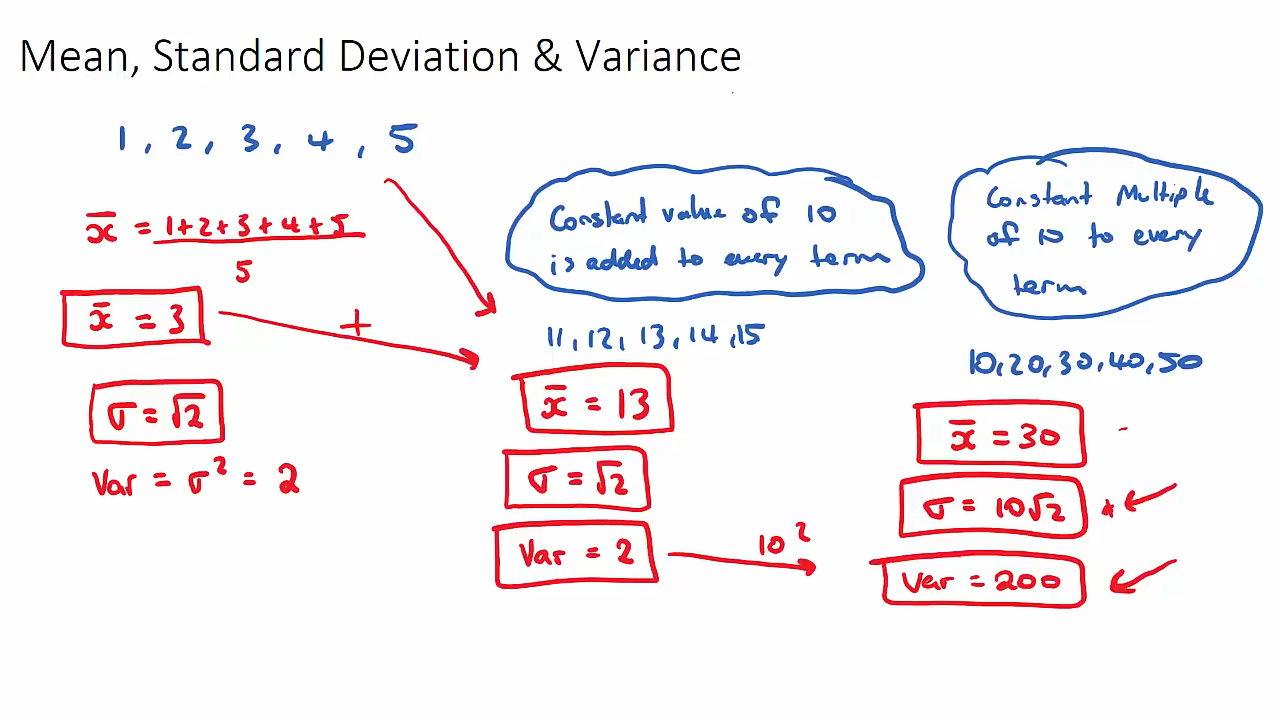 Mean, Standard Deviation & Variance
1, 2, 3, 4, 5
x̄ = 1+2+3+4+5
5
x̄ = 3
+
σ = √2
Var = σ² = 2
Constant value of 10
is added to every term
11, 12, 13, 14, 15
x̄ = 13
σ = √2
Var = 2
10²
Constant Multiple
of 10 to every
term
10, 20, 30, 40, 50
x̄ = 30
σ = 10√2 *
Var = 200